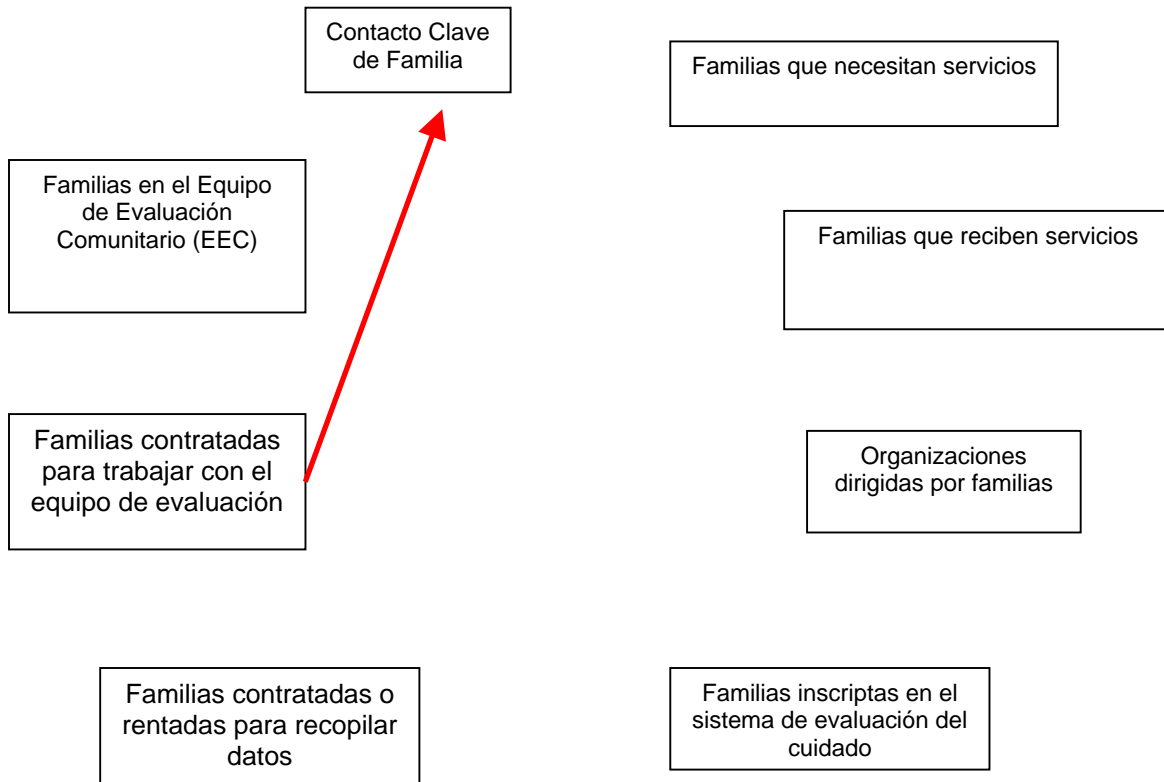 Contacto Clave
de Familia
Familias que necesitan servicios
Familias en el Equipo
de Evaluación
Comunitario (EEC)
Familias que reciben servicios
Familias contratadas
para trabajar con el
equipo de evaluación
Organizaciones
dirigidas por familias
Familias contratadas o
rentadas para recopilar
datos
Familias inscriptas en el
sistema de evaluación del
cuidado